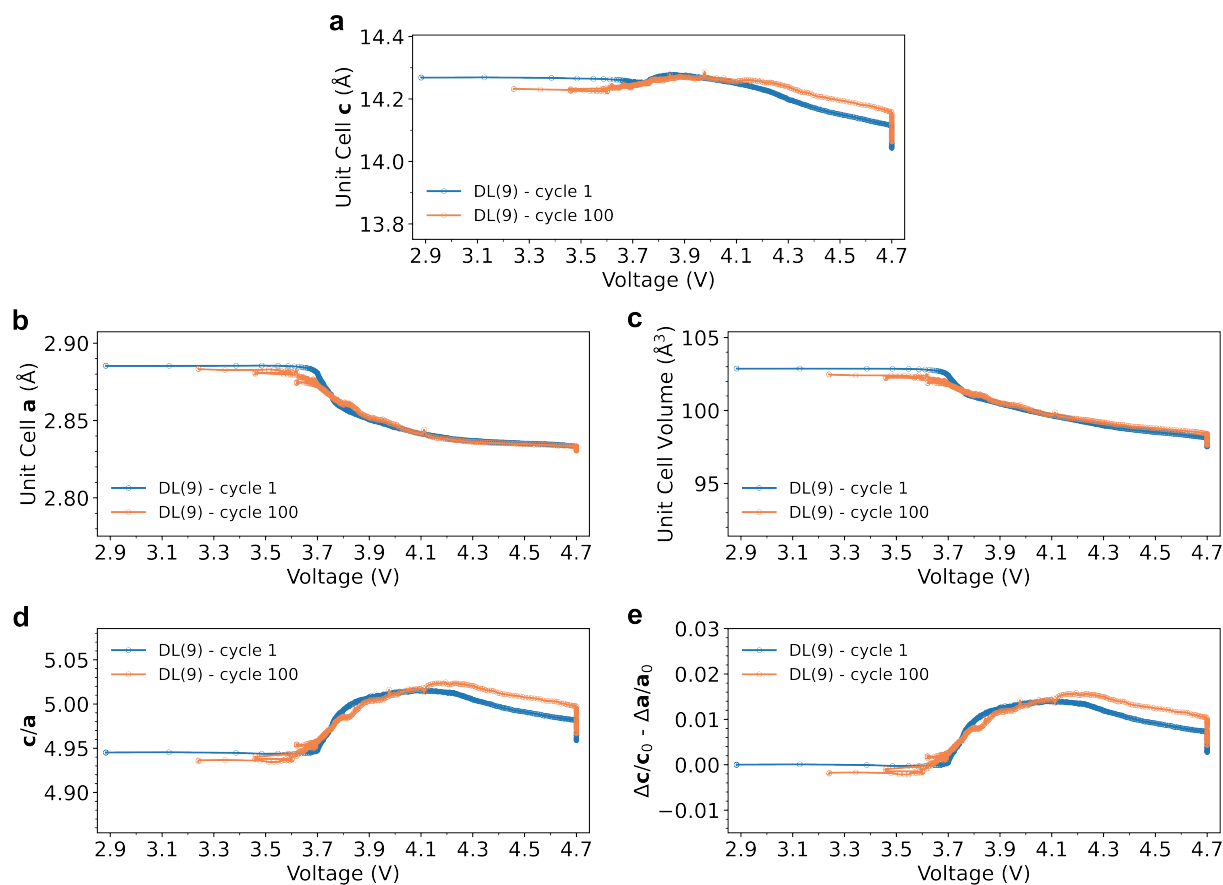 a
14.4
14.2
14.0
13.8
Unit Cell c (Å)
DL(9) - cycle 1
DL(9) - cycle 100
2.9 3.1 3.3 3.5 3.7 3.9 4.1 4.3 4.5 4.7
Voltage (V)
b
2.90
2.85
2.80
Unit Cell a (Å)
DL(9) - cycle 1
DL(9) - cycle 100
2.9 3.1 3.3 3.5 3.7 3.9 4.1 4.3 4.5 4.7
Voltage (V)
c
105
100
95
Unit Cell Volume (Å³)
DL(9) - cycle 1
DL(9) - cycle 100
2.9 3.1 3.3 3.5 3.7 3.9 4.1 4.3 4.5 4.7
Voltage (V)
d
5.05
5.00
4.95
4.90
c/a
DL(9) - cycle 1
DL(9) - cycle 100
2.9 3.1 3.3 3.5 3.7 3.9 4.1 4.3 4.5 4.7
Voltage (V)
e
0.03
0.02
0.01
0.00
−0.01
Δc/c₀ - Δa/a₀
DL(9) - cycle 1
DL(9) - cycle 100
2.9 3.1 3.3 3.5 3.7 3.9 4.1 4.3 4.5 4.7
Voltage (V)